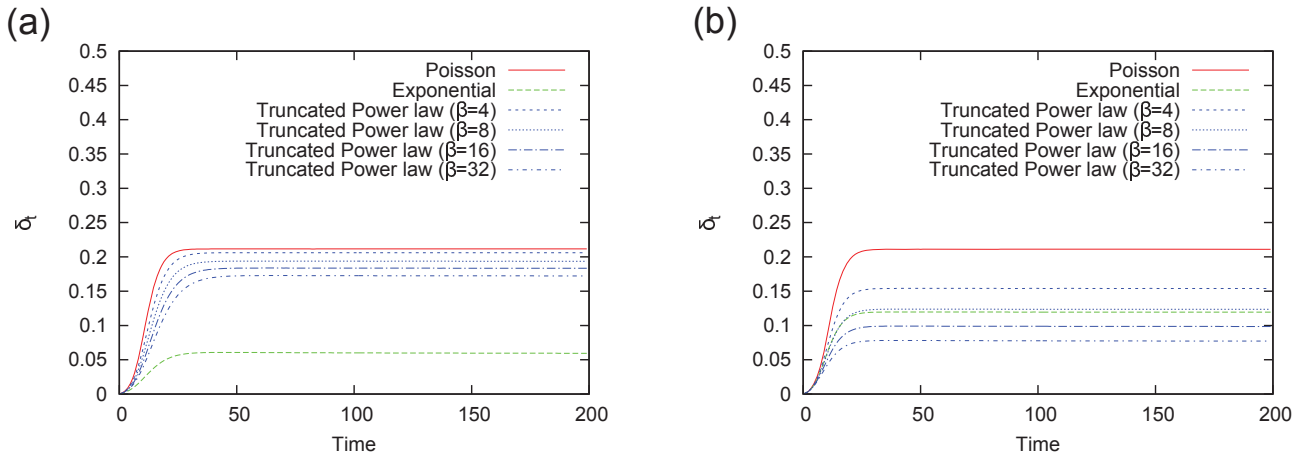 (a)
0.5
0.45
0.4
0.35
0.3
0.25
0.2
0.15
0.1
0.05
0
δt
Poisson
Exponential
Truncated Power law (β=4)
Truncated Power law (β=8)
Truncated Power law (β=16)
Truncated Power law (β=32)
0 50 100 150 200
Time
(b)
0.5
0.45
0.4
0.35
0.3
0.25
0.2
0.15
0.1
0.05
0
δt
Poisson
Exponential
Truncated Power law (β=4)
Truncated Power law (β=8)
Truncated Power law (β=16)
Truncated Power law (β=32)
0 50 100 150 200
Time